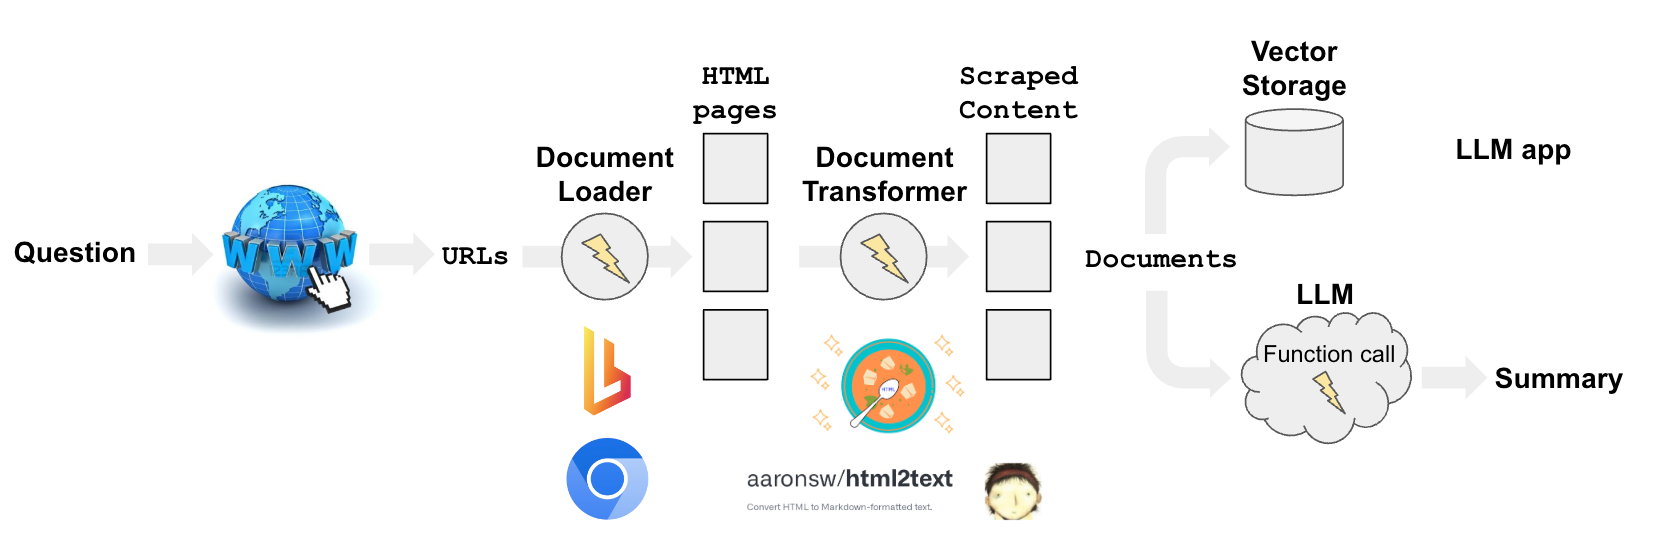 Question
WWW
URLs
Document
Loader
HTML
pages
Document
Transformer
HTML
aaronsw/html2text
Convert HTML to Markdown-formatted text.
Scraped
Content
Documents
Vector
Storage
LLM app
LLM
Function call
Summary